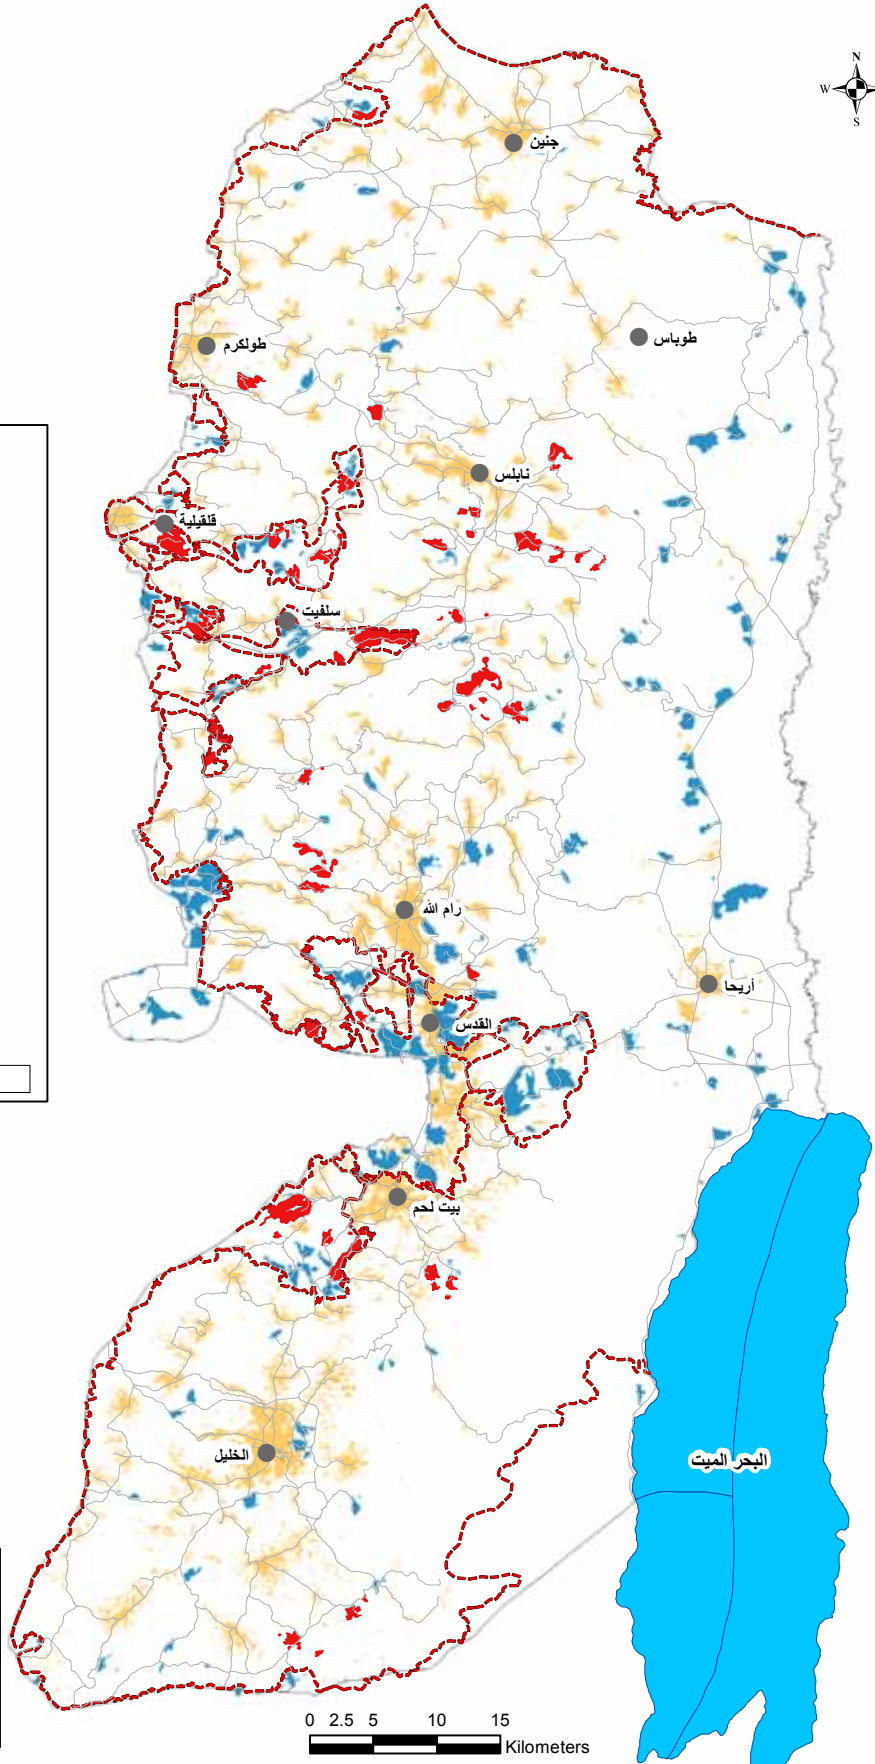 N
W
S
جنين
طوباس
طولكرم
نابلس
قلقيلية
سلفيت
رام الله
أريحا
القدس
بيت لحم
الخليل
البحر الميت
0 2.5 5 10 15
Kilometers